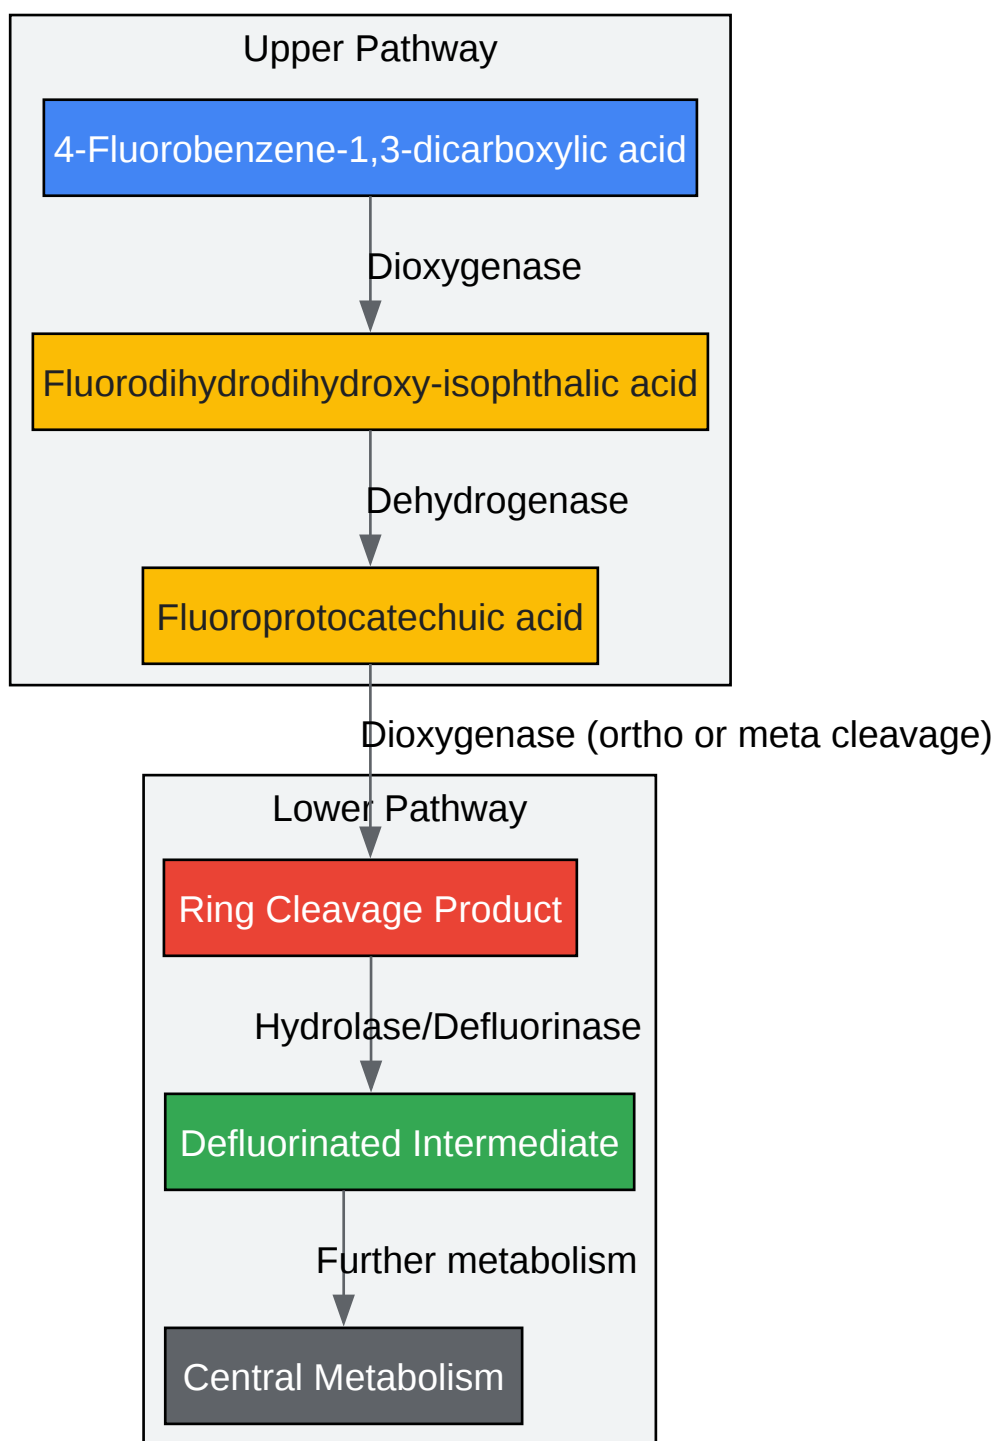 Upper Pathway
4-Fluorobenzene-1,3-dicarboxylic acid
Dioxygenase
Fluorodihydrodihydroxy-isophthalic acid
Dehydrogenase
Fluoroprotocatechuic acid
Dioxygenase (ortho or meta cleavage)
Lower Pathway
Ring Cleavage Product
Hydrolase/Defluorinase
Defluorinated Intermediate
Further metabolism
Central Metabolism